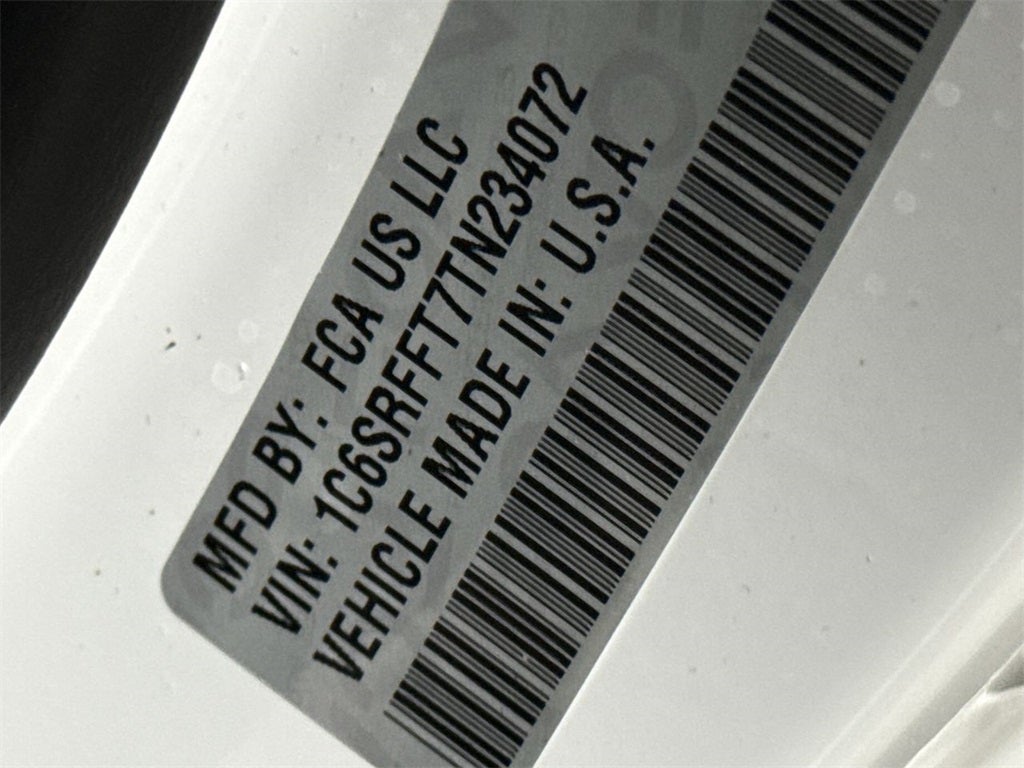 MFD BY: FCA US LLC
VIN: 1C6SRFFT7TN234072
VEHICLE MADE IN: U.S.A.